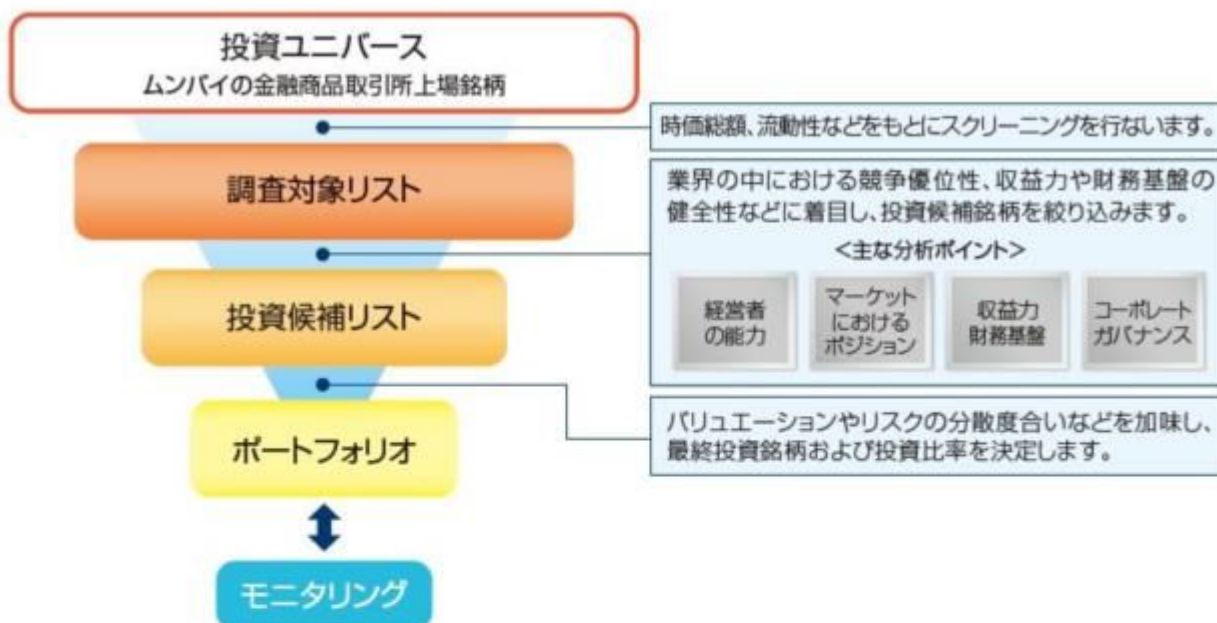 投資ユニバース
ムンバイの金融商品取引所上場銘柄
時価総額、流動性などをもとにスクリーニングを行ないます。
調査対象リスト
業界の中における競争優位性、収益力や財務基盤の
健全性などに着目し、投資候補銘柄を絞り込みます。
<主な分析ポイント>
経営者
の能力
マーケット
における
ポジション
収益力
財務基盤
コーポレート
ガバナンス
投資候補リスト
バリュエーションやリスクの分散度合いなどを加味し、
最終投資銘柄および投資比率を決定します。
ポートフォリオ
モニタリング